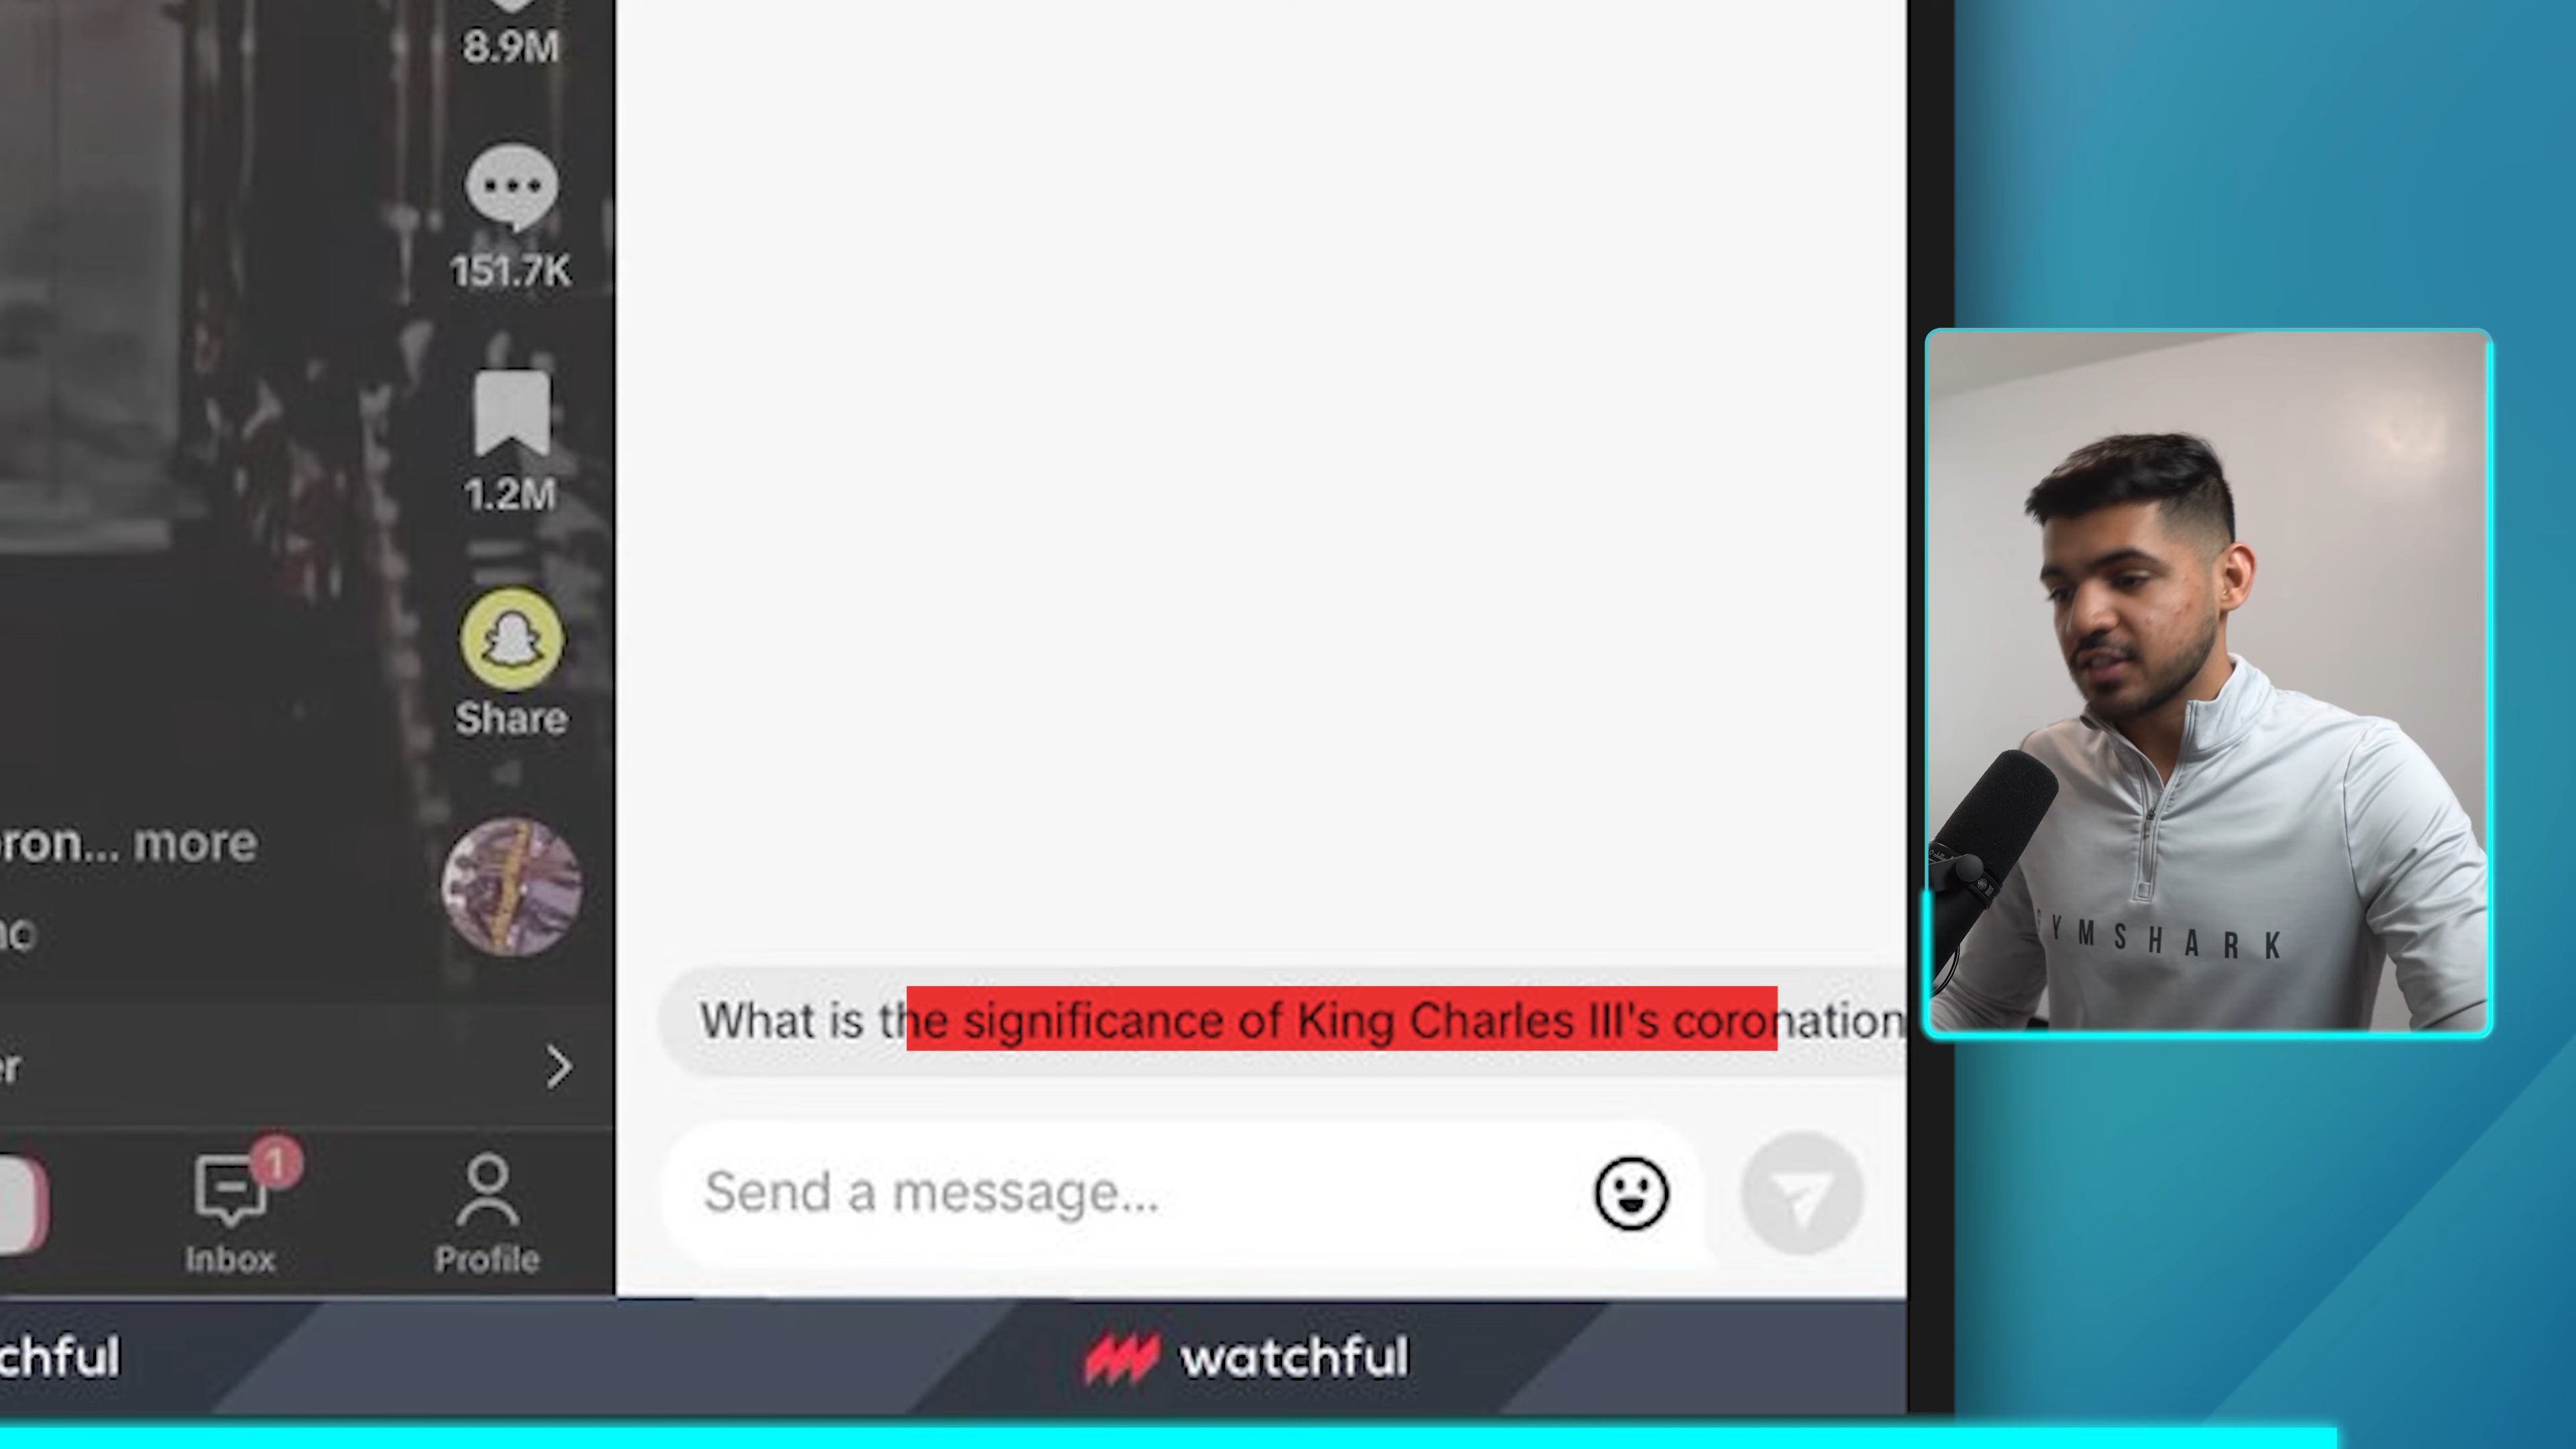 8.9M
151.7K
1.2M
Share
ron... more
Inbox
1
Profile
What is the significance of King Charles III's coronation
Send a message...
chful
watchful
YMSHARK